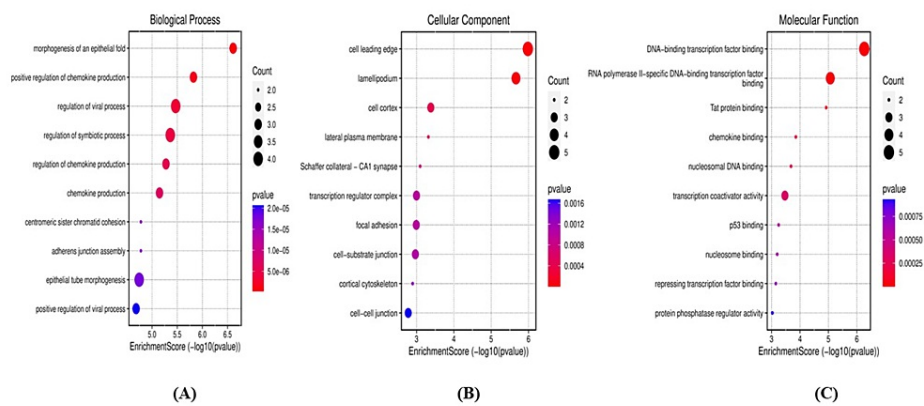 Biological Process
morphogenesis of an epithelial fold
positive regulation of chemokine production
regulation of viral process
regulation of symbiotic process
regulation of chemokine production
chemokine production
centromeric sister chromatid cohesion
adherens junction assembly
epithelial tube morphogenesis
positive regulation of viral process
5.0 5.5 6.0 6.5
EnrichmentScore (-log10(pvalue))
Count
2.0
2.5
3.0
3.5
4.0
pvalue
2.0e-05
1.5e-05
1.0e-05
5.0e-06
(A)
Cellular Component
cell leading edge
lamellipodium
cell cortex
lateral plasma membrane
Schaffer collateral - CA1 synapse
transcription regulator complex
focal adhesion
cell-substrate junction
cortical cytoskeleton
cell-cell junction
3 4 5 6
EnrichmentScore (-log10(pvalue))
Count
2
3
4
5
pvalue
0.0016
0.0012
0.0008
0.0004
(B)
Molecular Function
DNA-binding transcription factor binding
RNA polymerase II-specific DNA-binding transcription factor
binding
Tat protein binding
chemokine binding
nucleosomal DNA binding
transcription coactivator activity
p53 binding
nucleosome binding
repressing transcription factor binding
protein phosphatase regulator activity
3 4 5 6
EnrichmentScore (-log10(pvalue))
Count
2
3
4
5
pvalue
0.00075
0.00050
0.00025
(C)